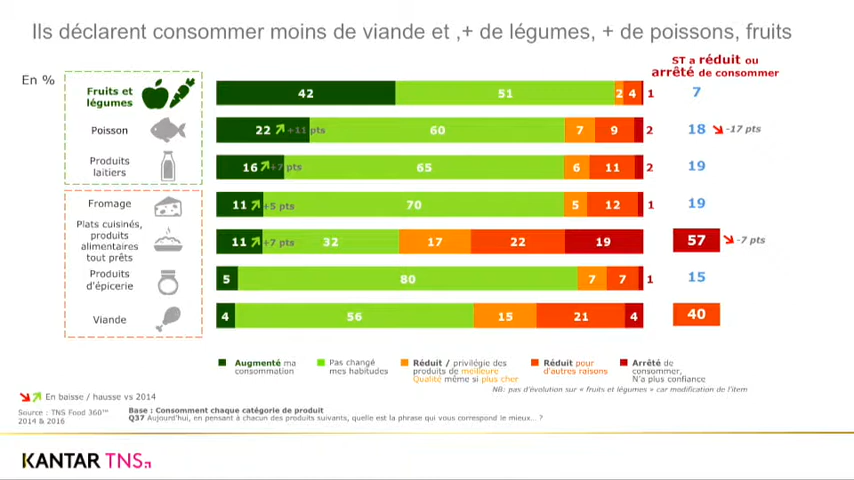 Ils déclarent consommer moins de viande et ,+ de légumes, + de poissons, fruits
ST a réduit ou
arrêté de consommer
En %
Fruits et
légumes
42 51 2 4 1 7
Poisson
22 +11 pts 60 7 9 2 18 -17 pts
Produits
laitiers
16 +7 pts 65 6 11 2 19
Fromage
11 +5 pts 70 5 12 1 19
Plats cuisinés,
produits
alimentaires
tout prêts
11 +7 pts 32 17 22 19 57 -7 pts
Produits
d'épicerie
5 80 7 7 1 15
Viande
4 56 15 21 4 40
Augmenté ma
consommation
Pas changé
mes habitudes
Réduit / privilégie des
produits de meilleure
Qualité même si plus cher
Réduit pour
d'autres raisons
Arrêté de
consommer,
N'a plus confiance
NB: pas d'évolution sur « fruits et légumes » car modification de l'item
En baisse / hausse vs 2014
Source : TNS Food 360™
2014 & 2016
Base : Consomment chaque catégorie de produit
Q37 Aujourd'hui, en pensant à chacun des produits suivants, quelle est la phrase qui vous correspond le mieux... ?
KANTAR TNS